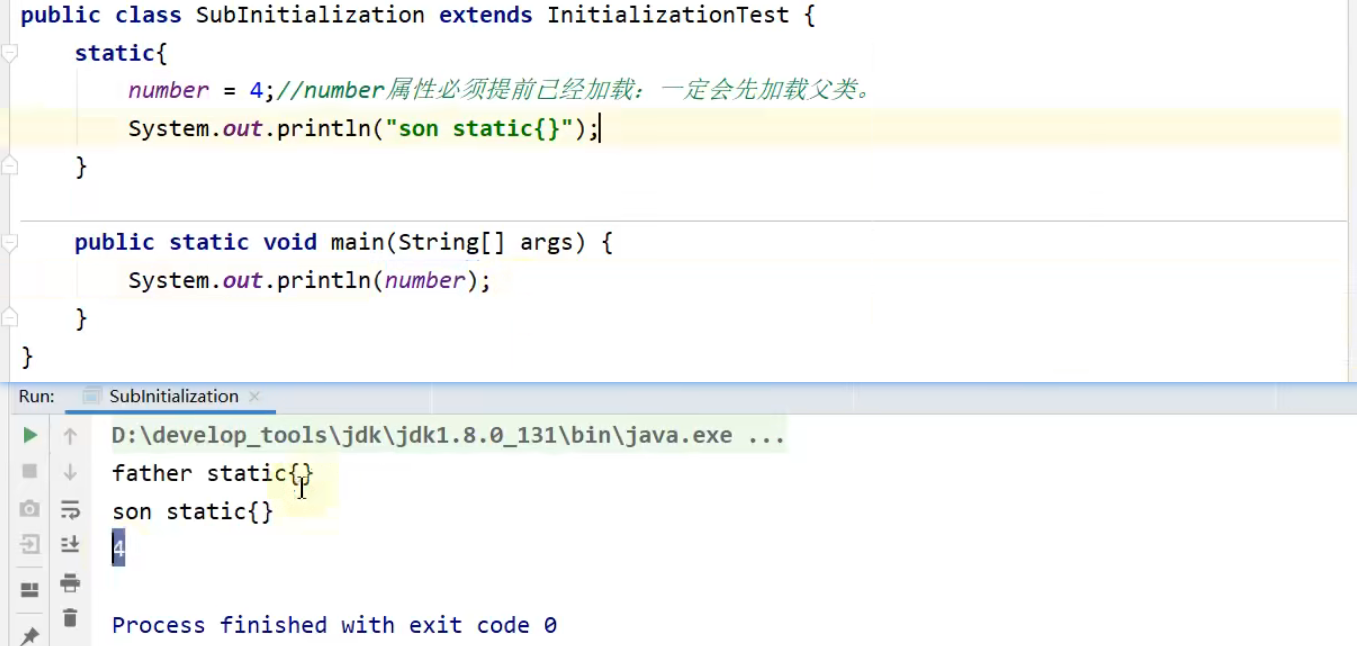 public class SubInitialization extends InitializationTest {
static{
number = 4;//number属性必须提前已经加载：一定会先加载父类。
System.out.println("son static{}");
}
public static void main(String[] args) {
System.out.println(number);
}
}
Run: SubInitialization ×
D:\develop_tools\jdk\jdk1.8.0_131\bin\java.exe ...
father static{}
son static{}
4
Process finished with exit code 0